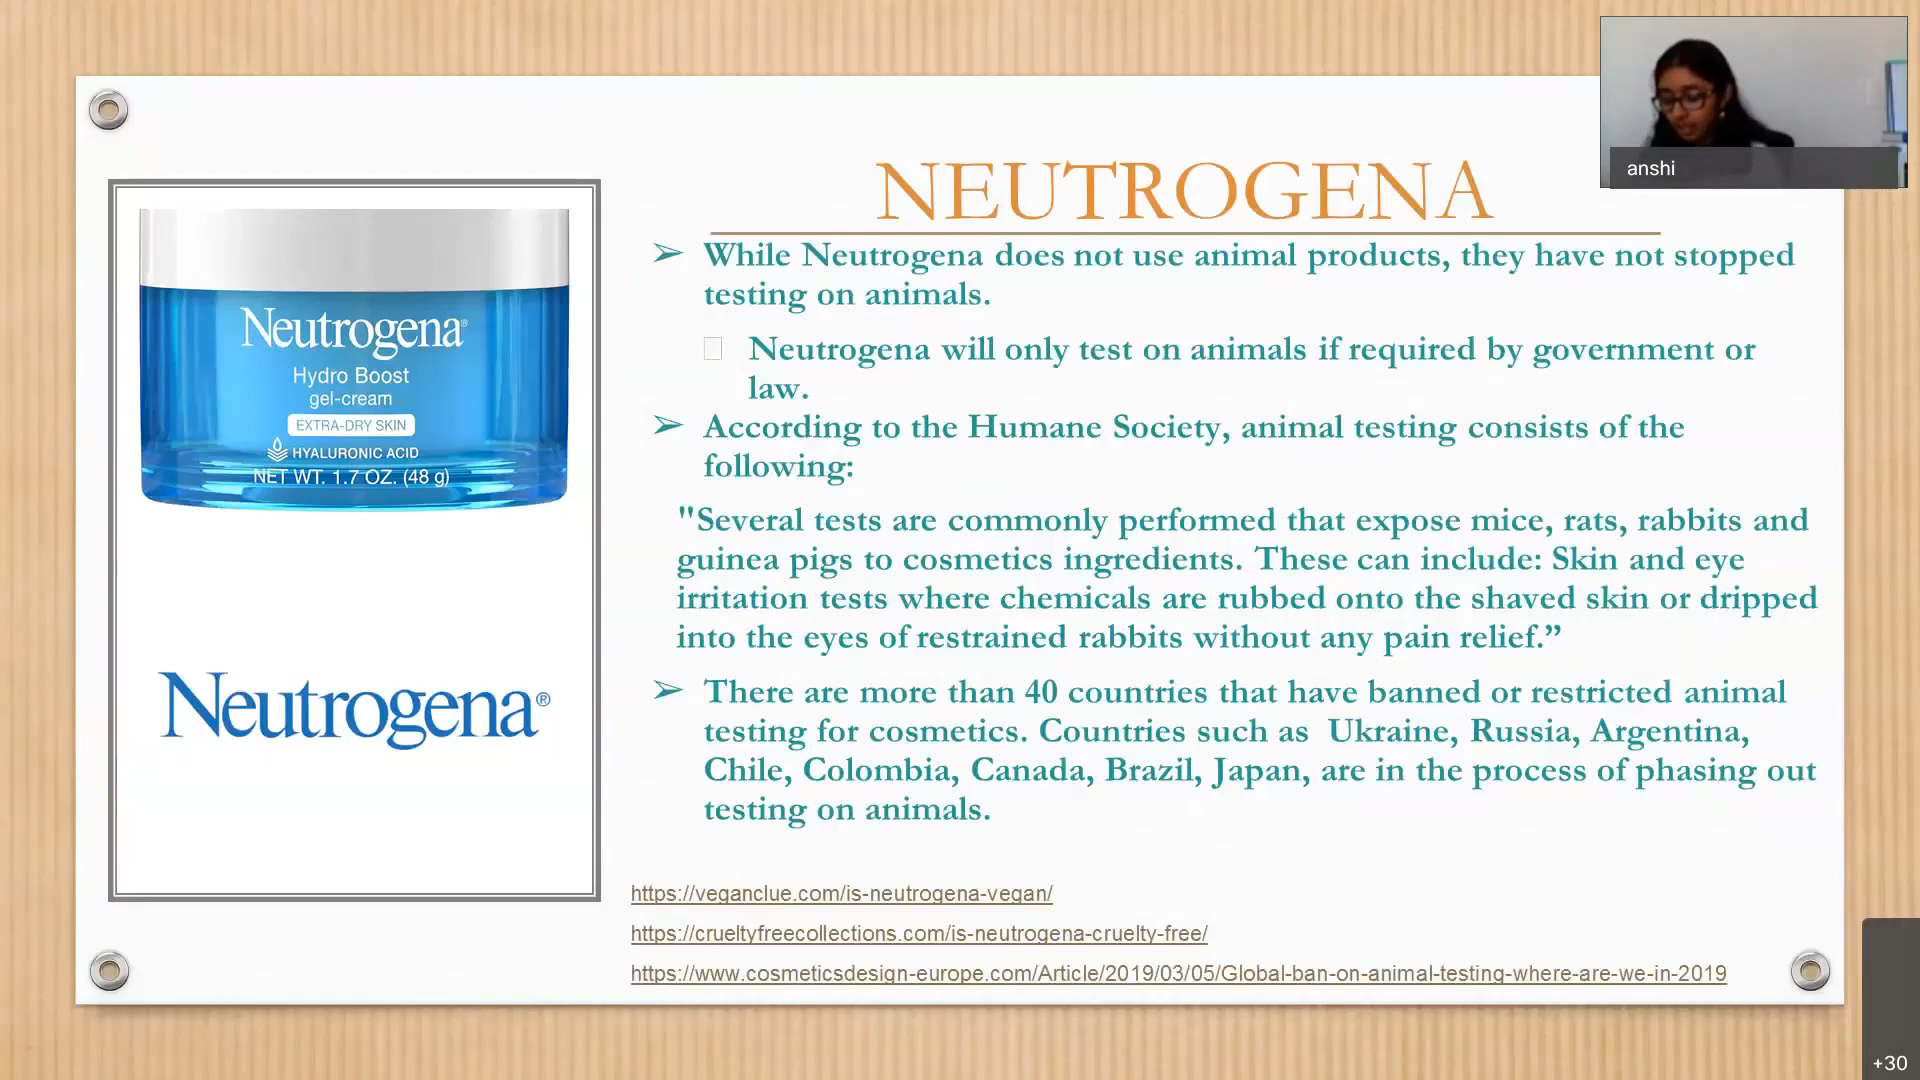 anshi
NEUTROGENA
Neutrogena®
Hydro Boost
gel-cream
EXTRA-DRY SKIN
HYALURONIC ACID
NET WT. 1.7 OZ. (48 g)
Neutrogena®
➢ While Neutrogena does not use animal products, they have not stopped
testing on animals.
Neutrogena will only test on animals if required by government or
law.
➢ According to the Humane Society, animal testing consists of the
following:
"Several tests are commonly performed that expose mice, rats, rabbits and
guinea pigs to cosmetics ingredients. These can include: Skin and eye
irritation tests where chemicals are rubbed onto the shaved skin or dripped
into the eyes of restrained rabbits without any pain relief.”
➢ There are more than 40 countries that have banned or restricted animal
testing for cosmetics. Countries such as  Ukraine, Russia, Argentina,
Chile, Colombia, Canada, Brazil, Japan, are in the process of phasing out
testing on animals.
https://veganclue.com/is-neutrogena-vegan/
https://crueltyfreecollections.com/is-neutrogena-cruelty-free/
https://www.cosmeticsdesign-europe.com/Article/2019/03/05/Global-ban-on-animal-testing-where-are-we-in-2019
+30